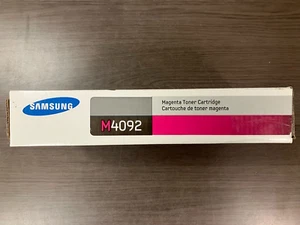 SAMSUNG
M4092
Magenta Toner Cartridge
Cartouche de toner magenta